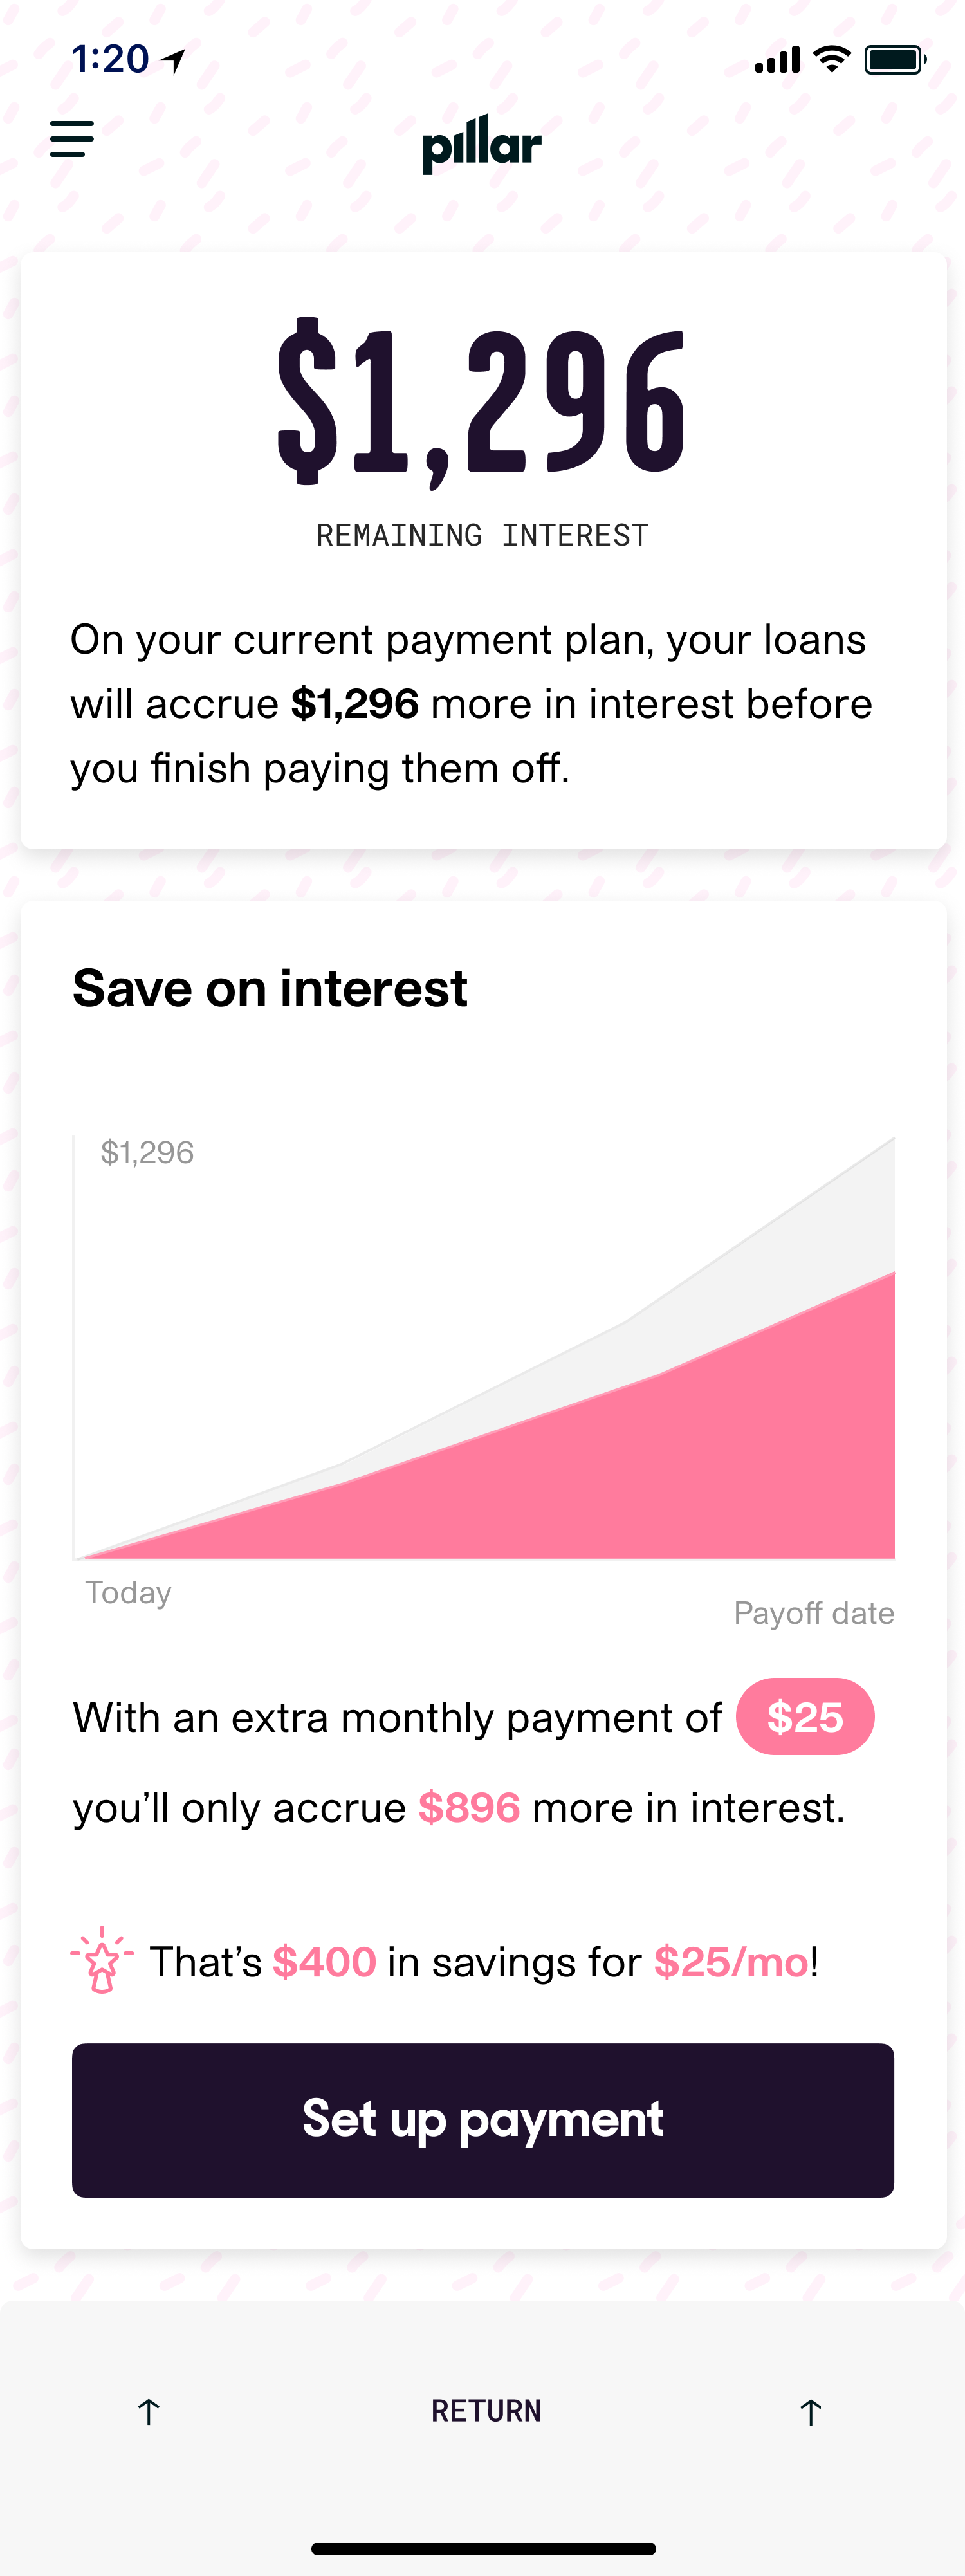 1:20
pillar
$1,296
REMAINING INTEREST
On your current payment plan, your loans
will accrue $1,296 more in interest before
you finish paying them off.
Save on interest
$1,296
Today
Payoff date
With an extra monthly payment of $25
you’ll only accrue $896 more in interest.
That’s $400 in savings for $25/mo!
Set up payment
↑ RETURN ↑